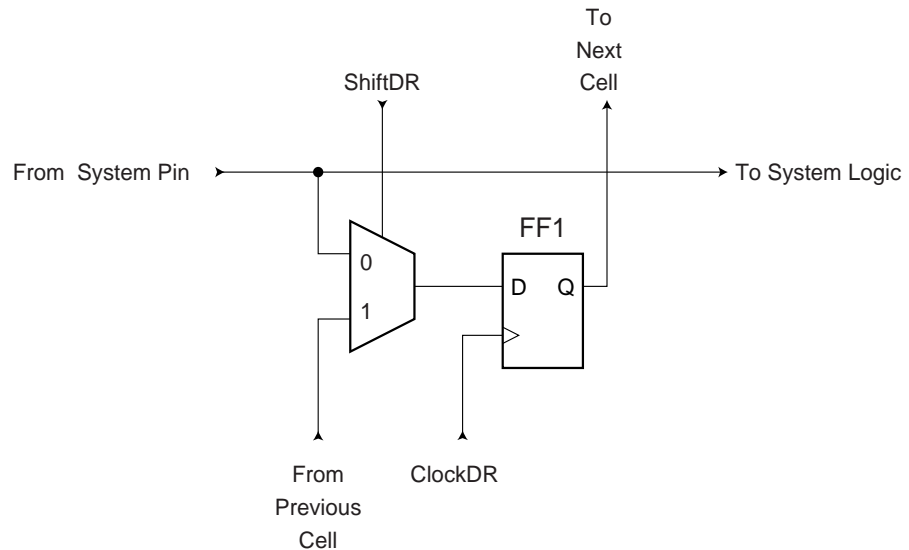 To
Next
Cell
ShiftDR
From System Pin
To System Logic
FF1
0
D Q
1
From
Previous
Cell
ClockDR